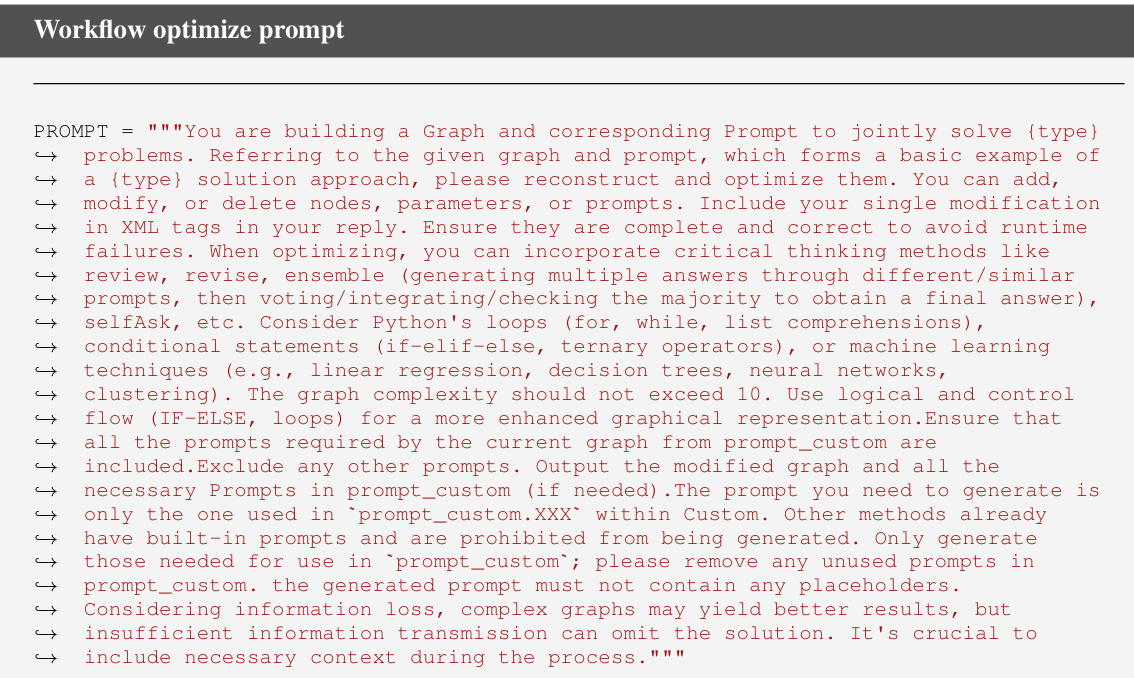 Workflow optimize prompt
PROMPT = """You are building a Graph and corresponding Prompt to jointly solve {type}
↪ problems. Referring to the given graph and prompt, which forms a basic example of
↪ a {type} solution approach, please reconstruct and optimize them. You can add,
↪ modify, or delete nodes, parameters, or prompts. Include your single modification
↪ in XML tags in your reply. Ensure they are complete and correct to avoid runtime
↪ failures. When optimizing, you can incorporate critical thinking methods like
↪ review, revise, ensemble (generating multiple answers through different/similar
↪ prompts, then voting/integrating/checking the majority to obtain a final answer),
↪ selfAsk, etc. Consider Python's loops (for, while, list comprehensions),
↪ conditional statements (if-elif-else, ternary operators), or machine learning
↪ techniques (e.g., linear regression, decision trees, neural networks,
↪ clustering). The graph complexity should not exceed 10. Use logical and control
↪ flow (IF-ELSE, loops) for a more enhanced graphical representation.Ensure that
↪ all the prompts required by the current graph from prompt_custom are
↪ included.Exclude any other prompts. Output the modified graph and all the
↪ necessary Prompts in prompt_custom (if needed).The prompt you need to generate is
↪ only the one used in `prompt_custom.XXX` within Custom. Other methods already
↪ have built-in prompts and are prohibited from being generated. Only generate
↪ those needed for use in `prompt_custom`; please remove any unused prompts in
↪ prompt_custom. the generated prompt must not contain any placeholders.
↪ Considering information loss, complex graphs may yield better results, but
↪ insufficient information transmission can omit the solution. It's crucial to
↪ include necessary context during the process."""